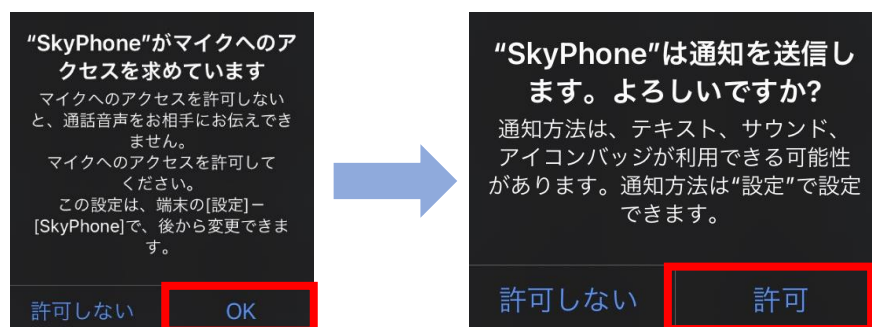 “SkyPhone”がマイクへのア
クセスを求めています
マイクへのアクセスを許可しない
と、通話音声をお相手にお伝えでき
ません。
マイクへのアクセスを許可して
ください。
この設定は、端末の[設定]－
[SkyPhone]で、後から変更できま
す。
許可しない
OK
“SkyPhone”は通知を送信し
ます。よろしいですか?
通知方法は、テキスト、サウンド、
アイコンバッジが利用できる可能性
があります。通知方法は“設定”で設定
できます。
許可しない
許可